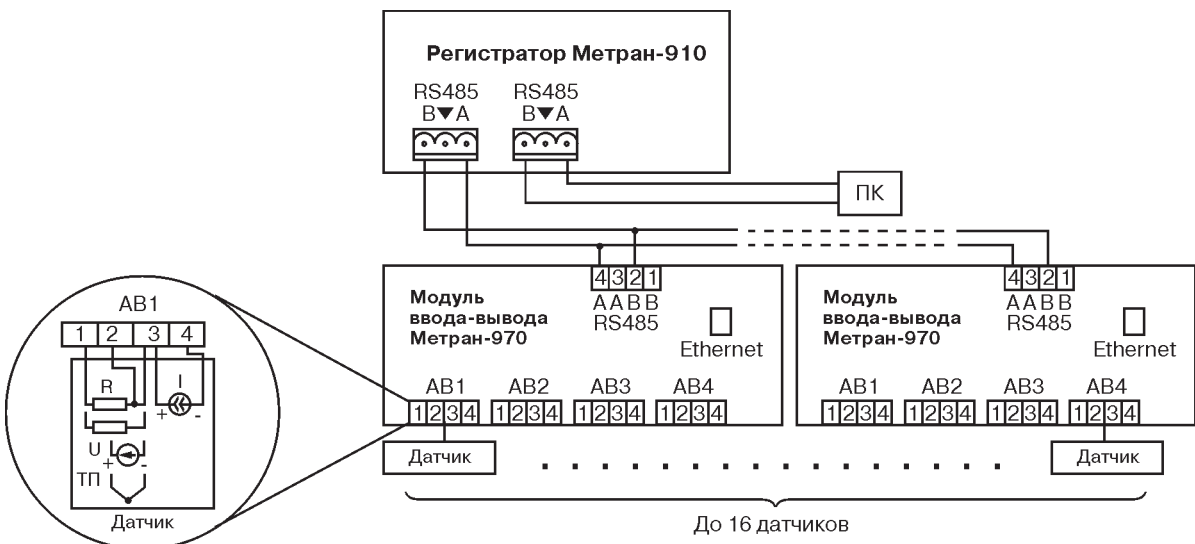 Регистратор Метран-910
RS485 RS485
B▼A B▼A
ПК
4 3 2 1 4 3 2 1
A A B B A A B B
RS485 RS485
Модуль
ввода-вывода
Метран-970
Ethernet
Модуль
ввода-вывода
Метран-970
Ethernet
AB1 AB2 AB3 AB4 AB1 AB2 AB3 AB4
1 2 3 4 1 2 3 4 1 2 3 4 1 2 3 4 1 2 3 4 1 2 3 4 1 2 3 4 1 2 3 4
Датчик Датчик
До 16 датчиков
AB1
1 2 3 4
R I
+ -
U + -
ТП
Датчик